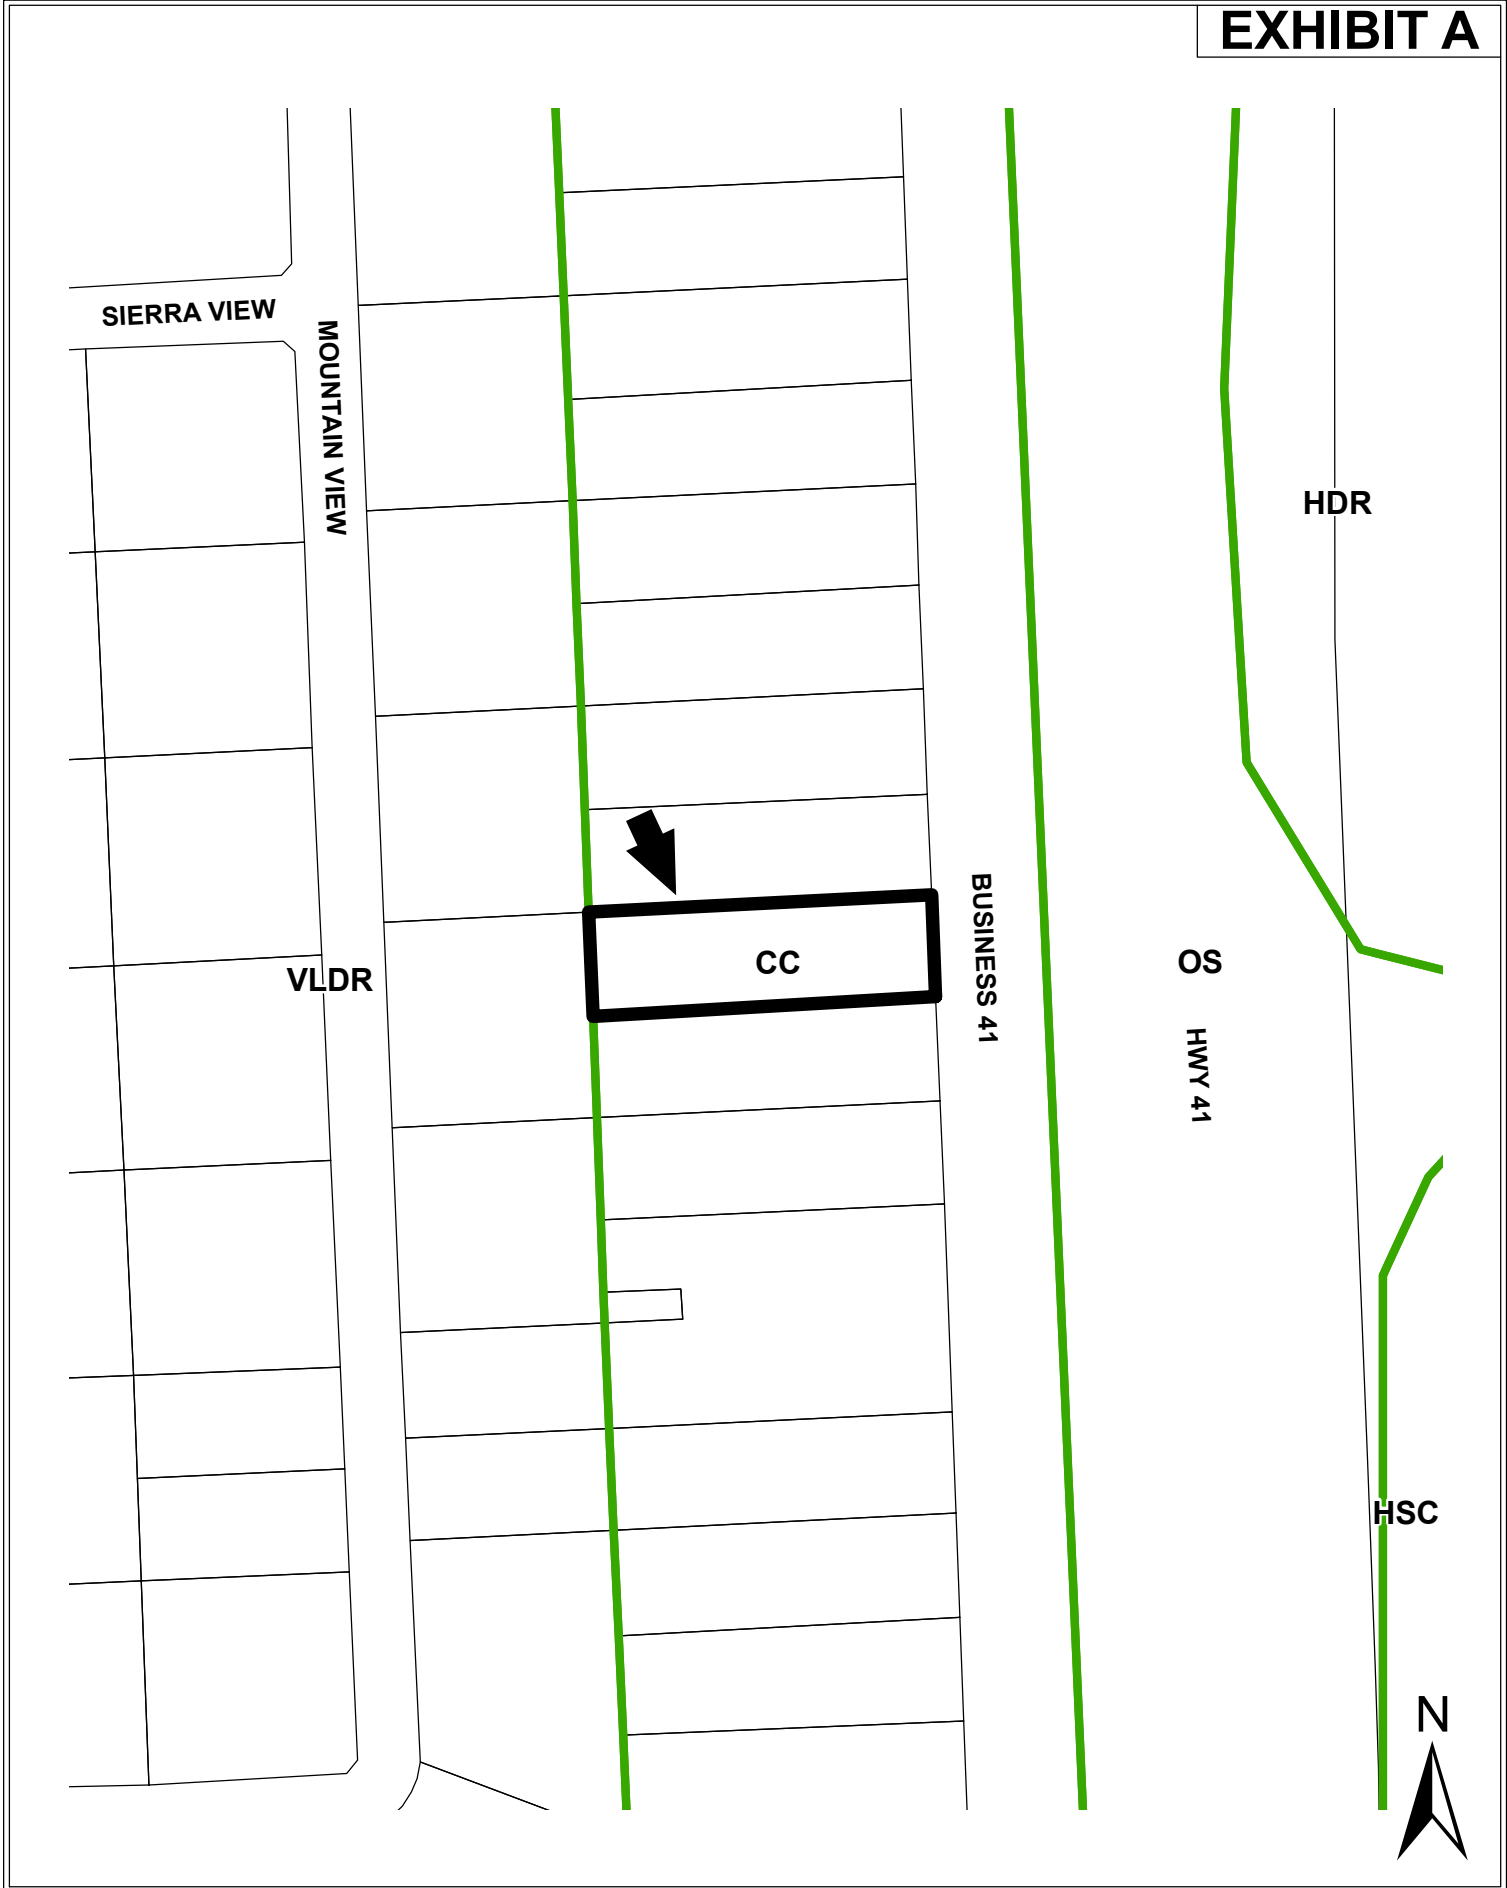 EXHIBIT A
SIERRA VIEW
MOUNTAIN VIEW
HDR
BUSINESS 41
CC
OS
VLDR
HWY 41
HSC
N